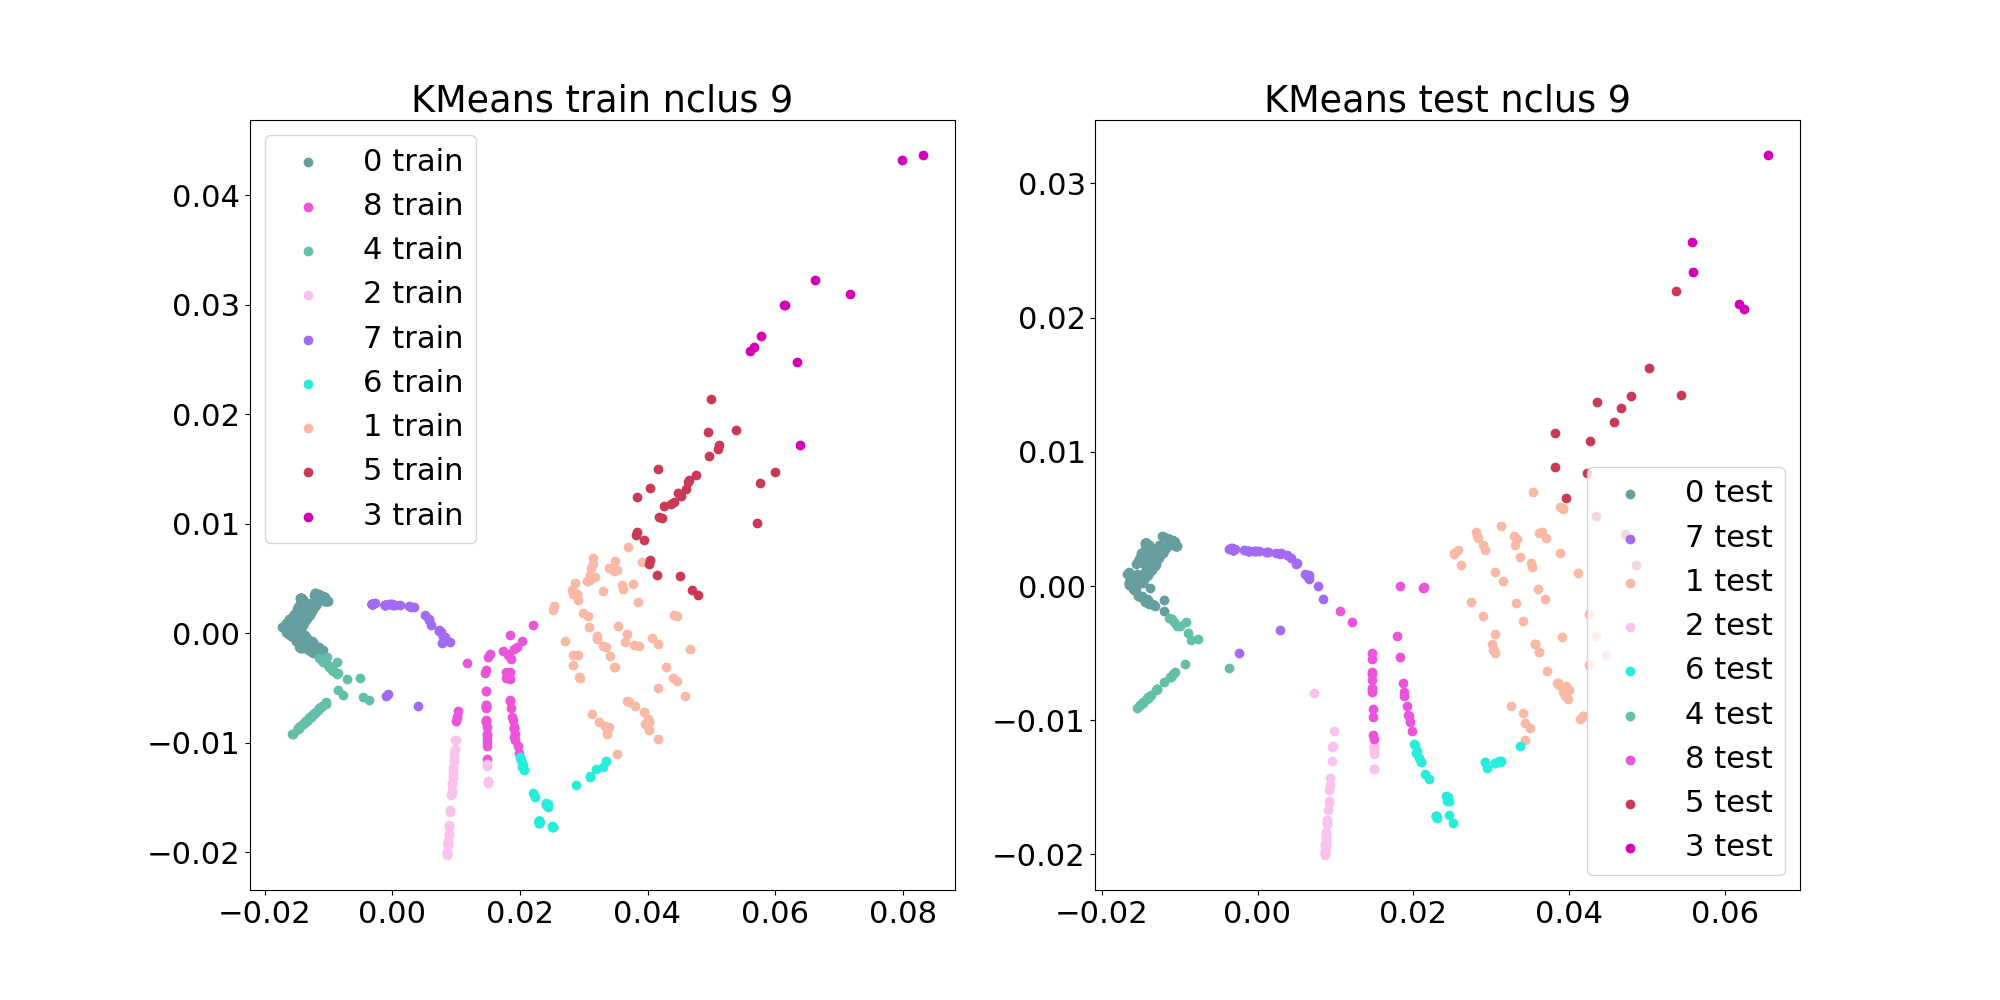 KMeans train nclus 9
0 train
8 train
4 train
2 train
7 train
6 train
1 train
5 train
3 train
0.04
0.03
0.02
0.01
0.00
−0.01
−0.02
−0.02 0.00 0.02 0.04 0.06 0.08
KMeans test nclus 9
0 test
7 test
1 test
2 test
6 test
4 test
8 test
5 test
3 test
0.03
0.02
0.01
0.00
−0.01
−0.02
−0.02 0.00 0.02 0.04 0.06